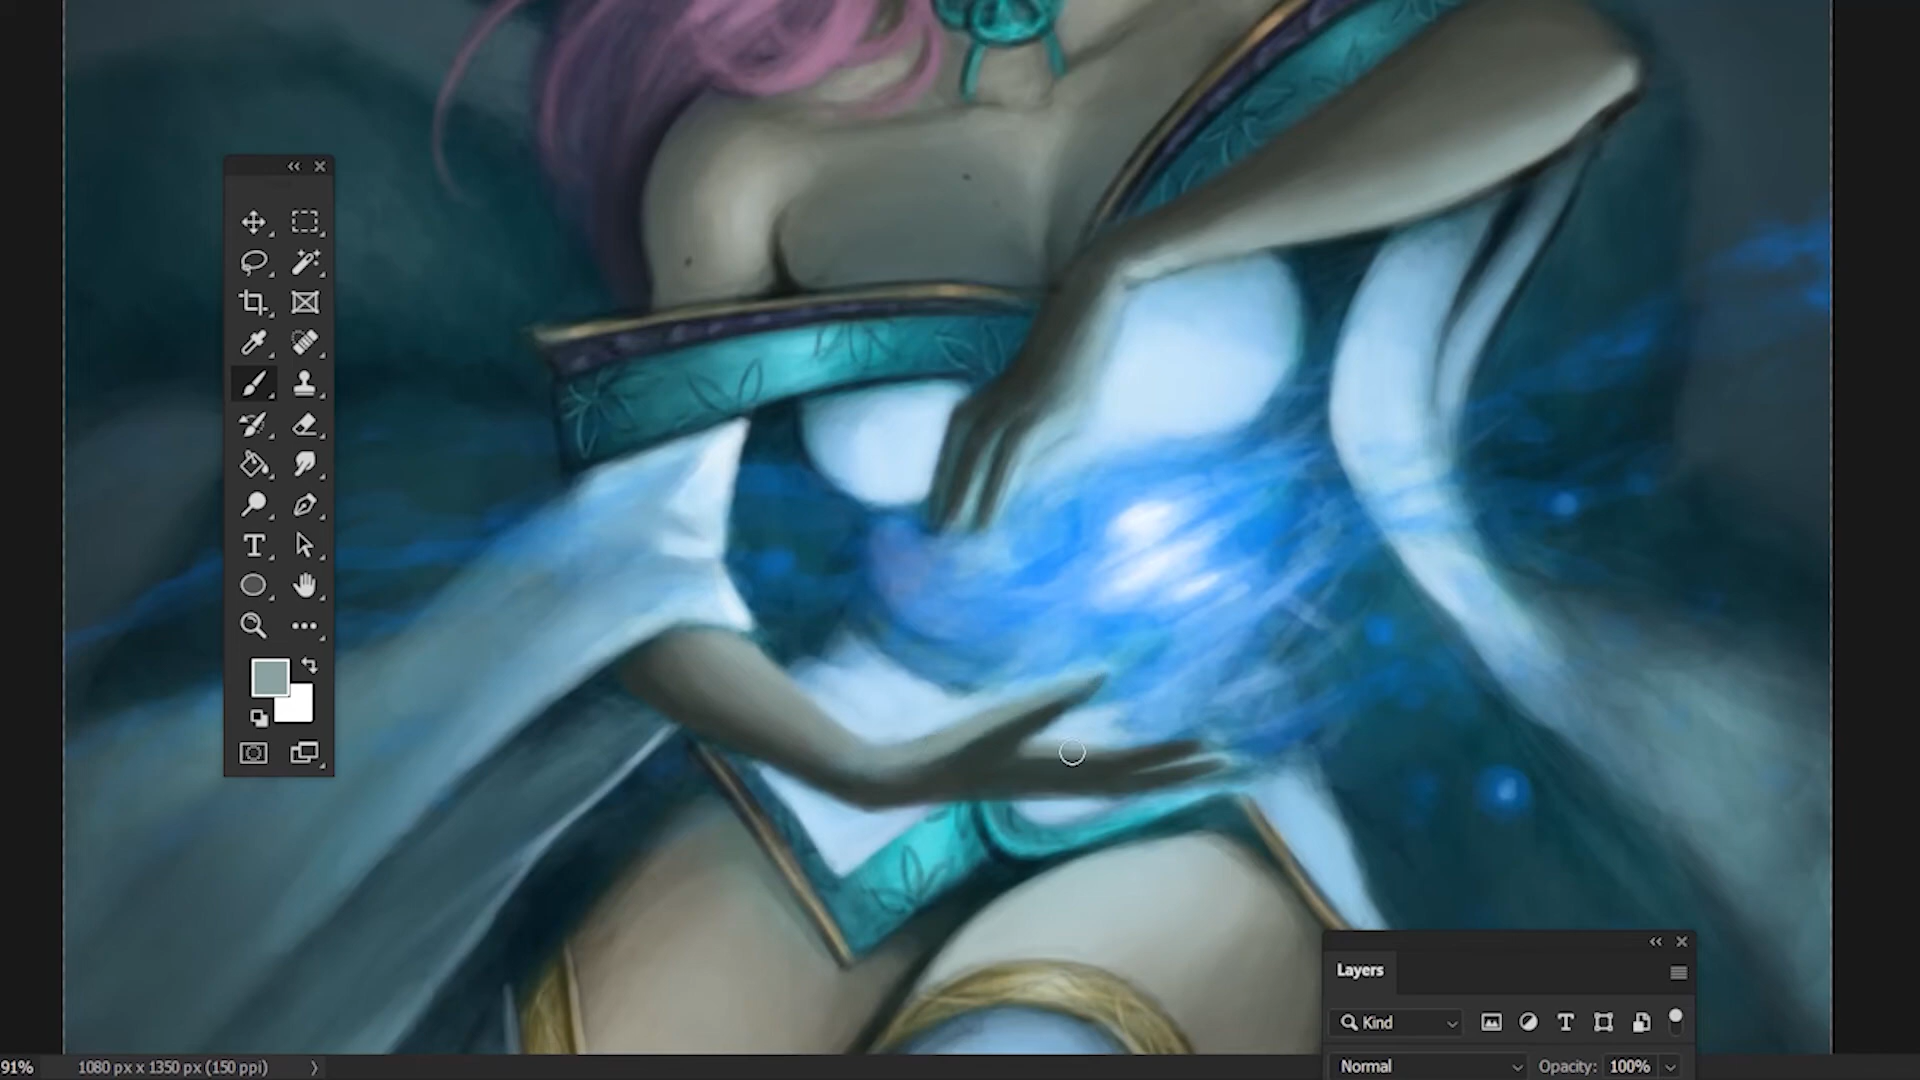 Layers
Kind
Normal
Opacity: 100%
91%
1080 px x 1350 px (150 ppi)